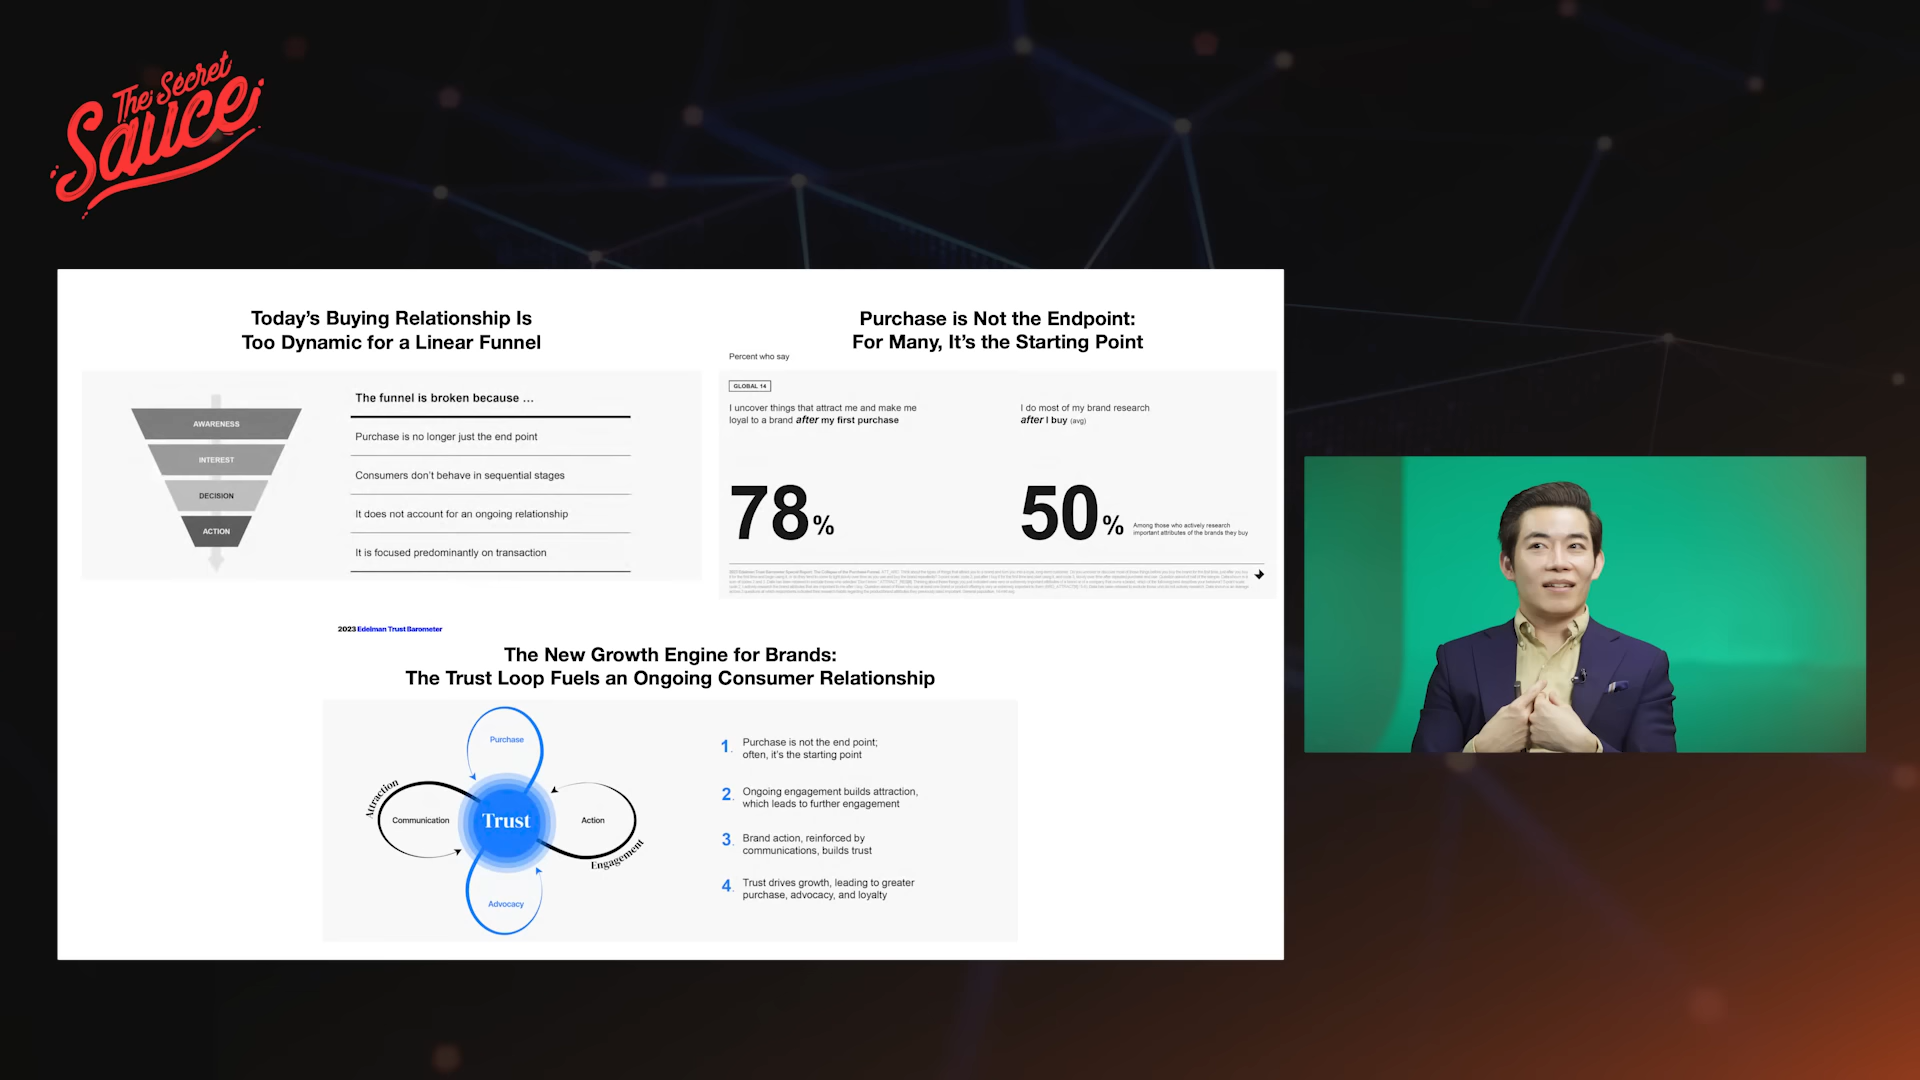 The Secret
Sauce
Today's Buying Relationship Is
Too Dynamic for a Linear Funnel
AWARENESS
INTEREST
DECISION
ACTION
The funnel is broken because ...
Purchase is no longer just the end point
Consumers don't behave in sequential stages
It does not account for an ongoing relationship
It is focused predominantly on transaction
Purchase is Not the Endpoint:
For Many, It's the Starting Point
Percent who say
GLOBAL 14
I uncover things that attract me and make me
loyal to a brand after my first purchase
78%
I do most of my brand research
after I buy (avg)
50%
Among those who actively research
important attributes of the brands they buy
2023 Edelman Trust Barometer
The New Growth Engine for Brands:
The Trust Loop Fuels an Ongoing Consumer Relationship
Purchase
Attraction
Communication
Trust
Action
Engagement
Advocacy
1. Purchase is not the end point;
often, it's the starting point
2. Ongoing engagement builds attraction,
which leads to further engagement
3. Brand action, reinforced by
communications, builds trust
4. Trust drives growth, leading to greater
purchase, advocacy, and loyalty